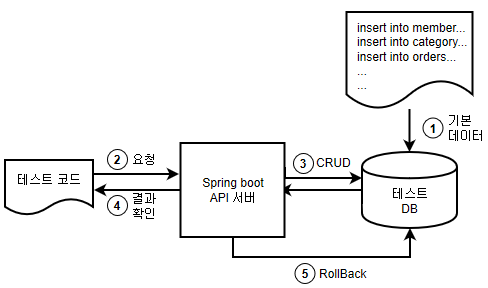 insert into member...
insert into category...
insert into orders...
...
...
① 기본
데이터
② 요청
③ CRUD
테스트 코드
Spring boot
API 서버
테스트
DB
④ 결과
확인
⑤ RollBack